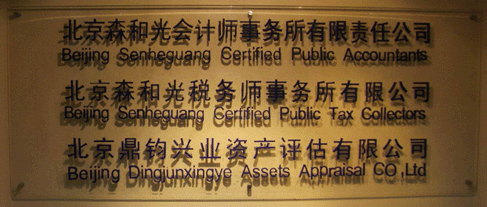 北京森和光会计师事务所有限责任公司
Beijing Senheguang Certified Public Accountants
北京森和光税务师事务所有限公司
Beijing Senheguang Certified Public Tax Collectors
北京鼎钧兴业资产评估有限公司
Beijing Dingjunxingye Assets Appraisal CO.,Ltd